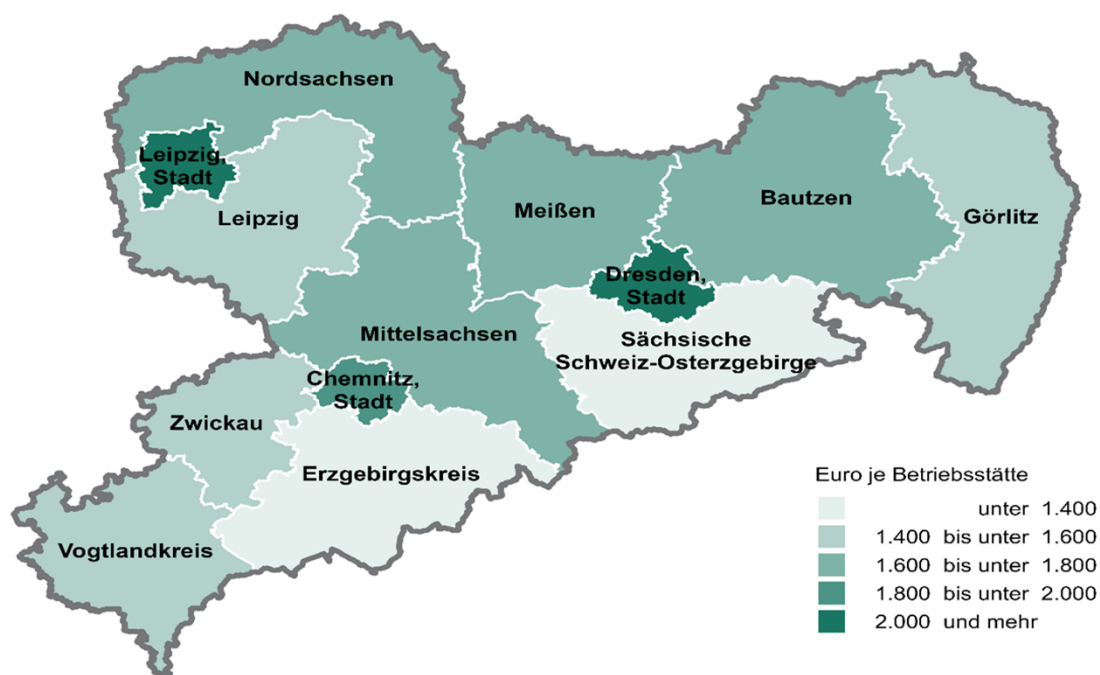 Nordsachsen
Leipzig,
Stadt
Leipzig
Meißen
Bautzen
Görlitz
Dresden,
Stadt
Mittelsachsen
Sächsische
Schweiz-Osterzgebirge
Chemnitz,
Stadt
Zwickau
Erzgebirgskreis
Vogtlandkreis
Euro je Betriebsstätte
unter 1.400
1.400 bis unter 1.600
1.600 bis unter 1.800
1.800 bis unter 2.000
2.000 und mehr